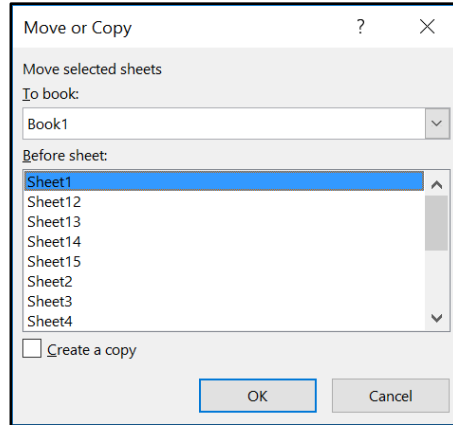 Move or Copy ?
Move selected sheets
To book:
Book1
Before sheet:
Sheet1
Sheet12
Sheet13
Sheet14
Sheet15
Sheet2
Sheet3
Sheet4
Create a copy
OK Cancel